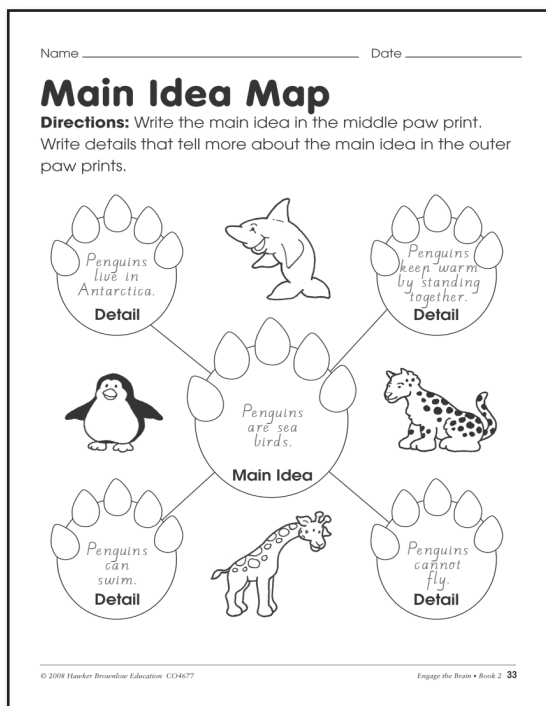 Name Date
Main Idea Map
Directions: Write the main idea in the middle paw print.
Write details that tell more about the main idea in the outer
paw prints.
Penguins
live in
Antarctica.
Detail
Penguins
keep warm
by standing
together.
Detail
Penguins
are sea
birds.
Main Idea
Penguins
can
swim.
Detail
Penguins
cannot
fly.
Detail
© 2008 Hawker Brownlow Education CO4677
Engage the Brain • Book 2 33